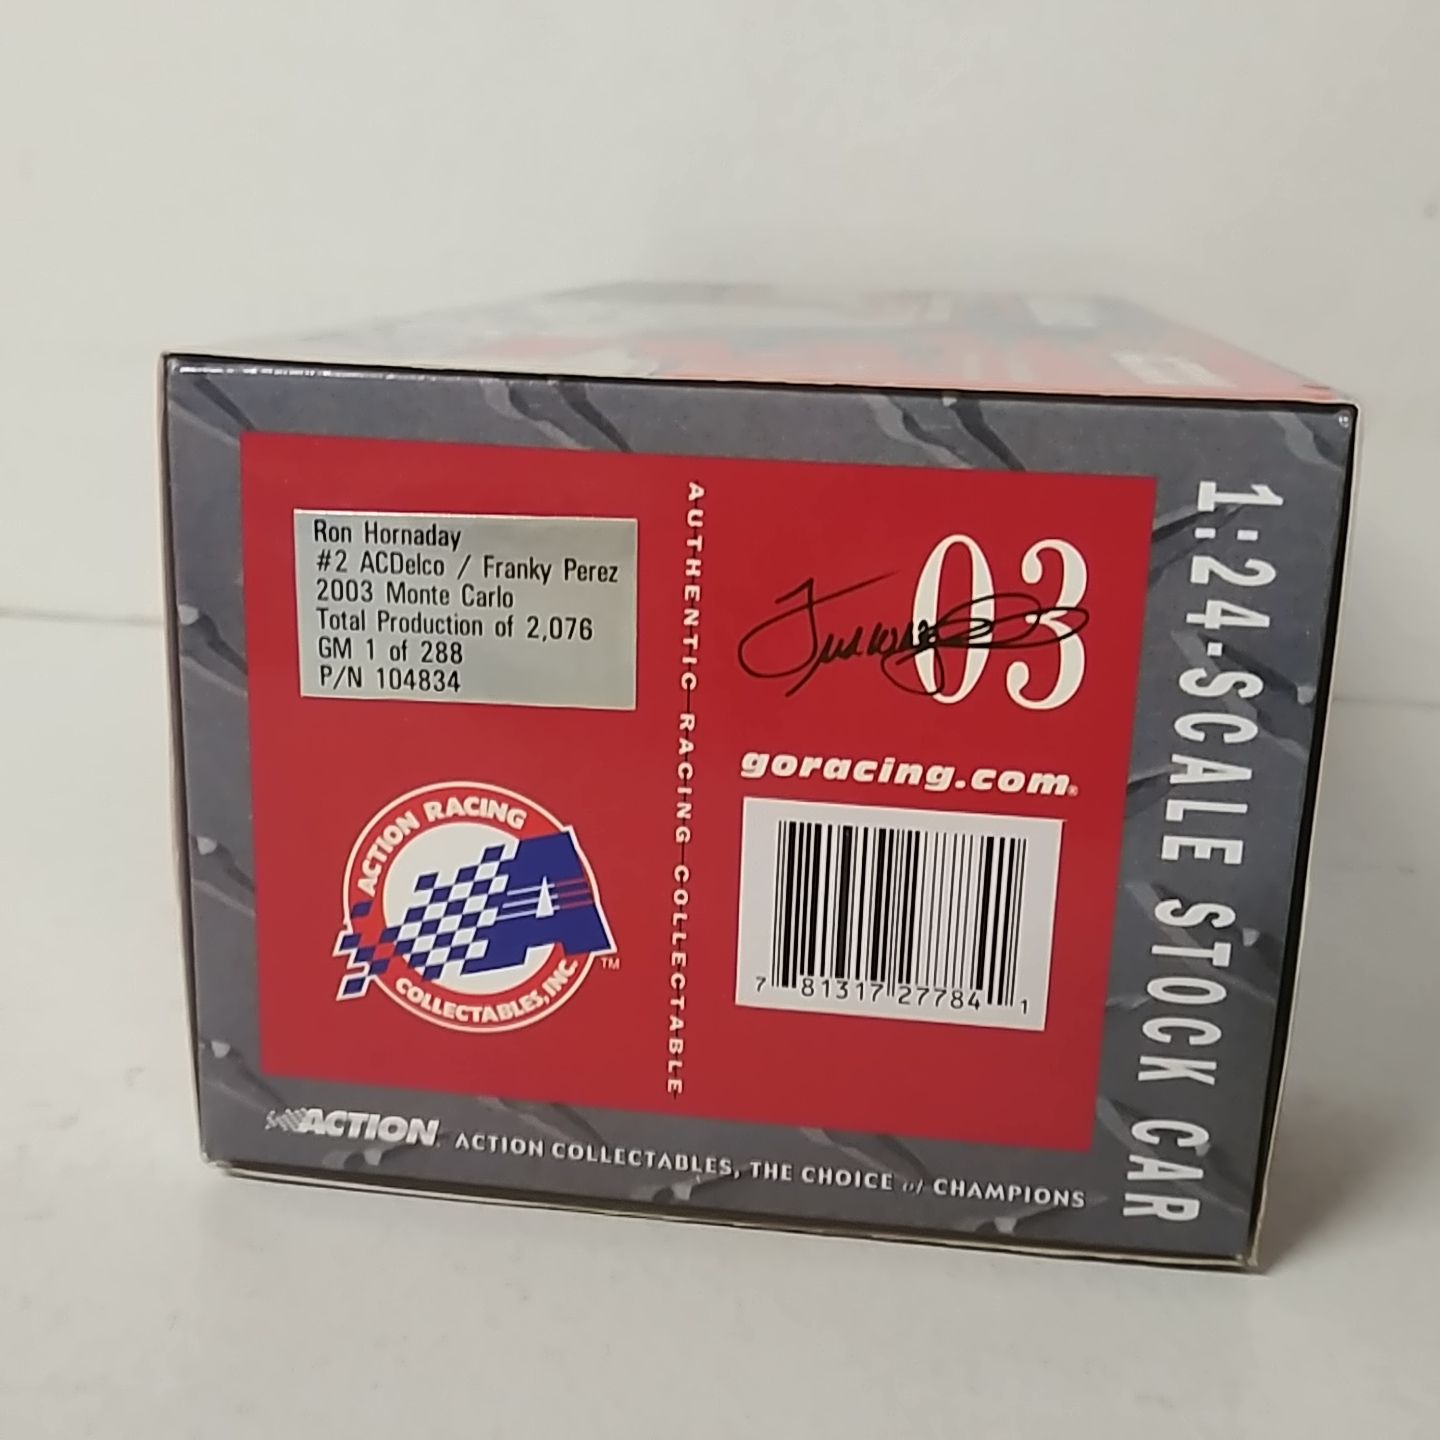 Ron Hornaday
#2 ACDelco / Franky Perez
2003 Monte Carlo
Total Production of 2,076
GM 1 of 288
P/N 104834
ACTION RACING
COLLECTABLES, INC.
TM
AUTHENTIC RACING COLLECTABLE
03
goracing.com®
7 81317 27784 1
1:24-SCALE STOCK CAR
ACTION
ACTION COLLECTABLES, THE CHOICE of CHAMPIONS